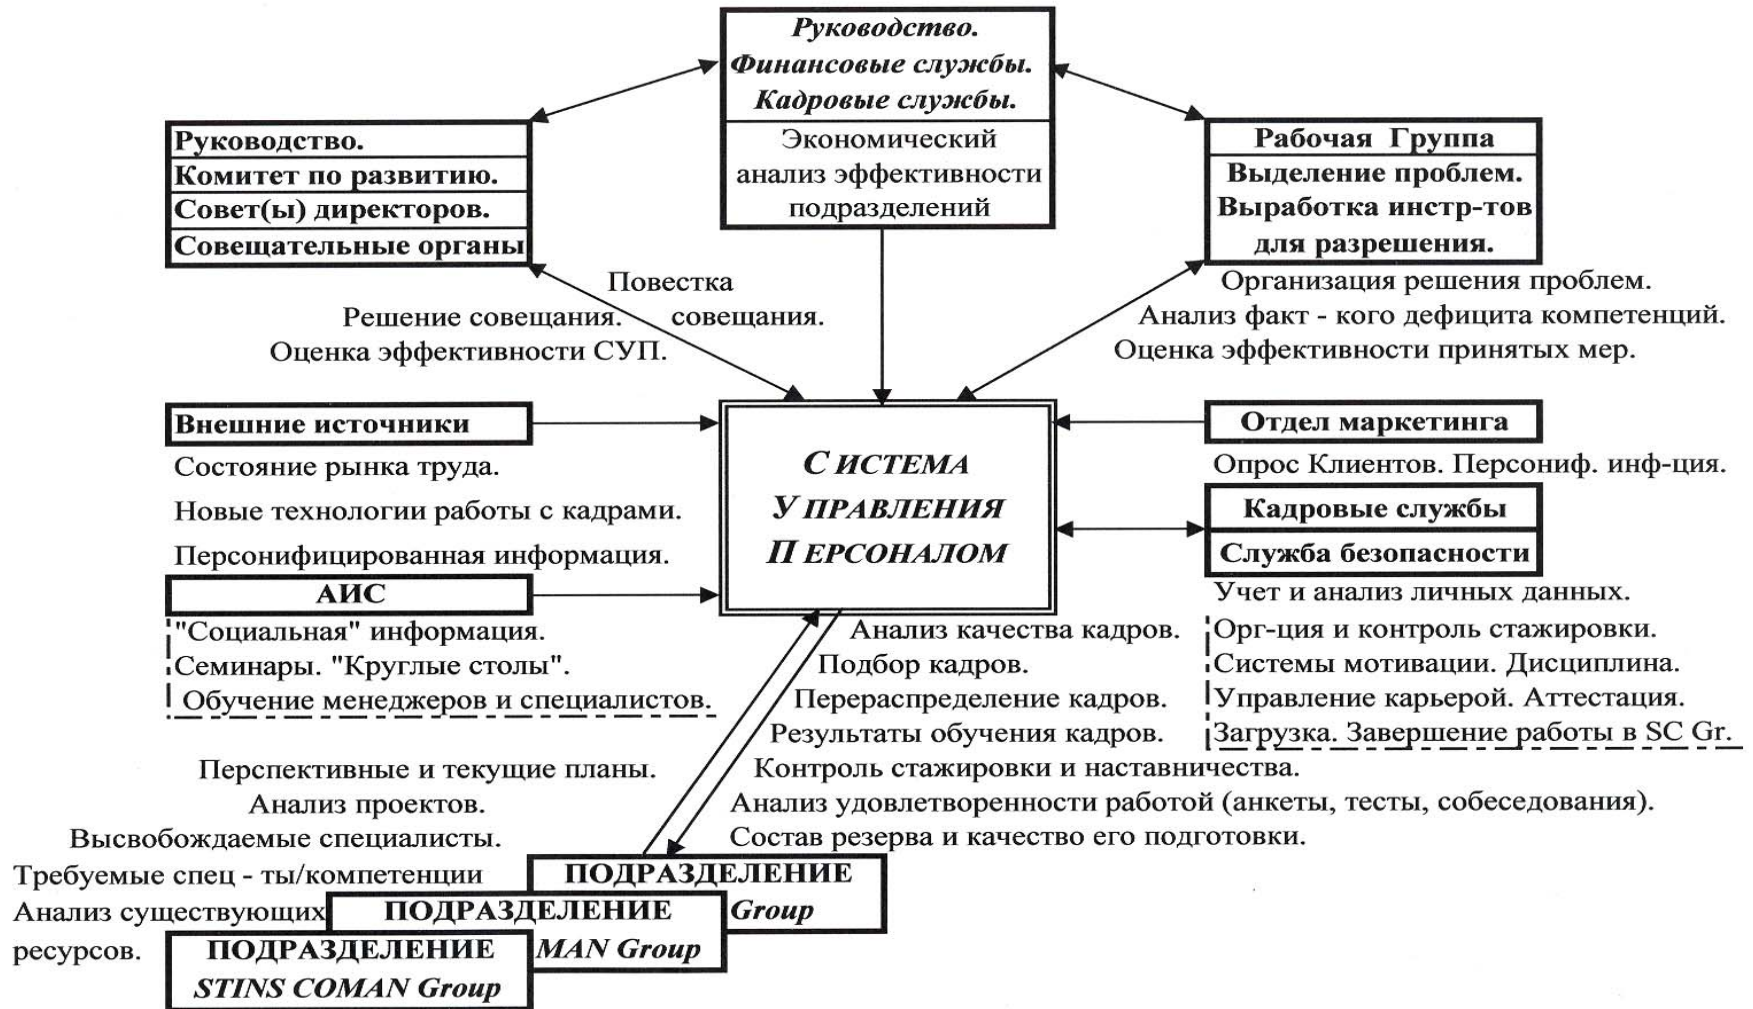 Руководство.
Финансовые службы.
Кадровые службы.
Экономический
анализ эффективности
подразделений
Руководство.
Комитет по развитию.
Совет(ы) директоров.
Совещательные органы
Рабочая Группа
Выделение проблем.
Выработка инстр-тов
для разрешения.
Повестка
совещания.
Решение совещания.
Оценка эффективности СУП.
Организация решения проблем.
Анализ факт - кого дефицита компетенций.
Оценка эффективности принятых мер.
Внешние источники
Состояние рынка труда.
Новые технологии работы с кадрами.
Персонифицированная информация.
АИС
"Социальная" информация.
Семинары. "Круглые столы".
Обучение менеджеров и специалистов.
СИСТЕМА
УПРАВЛЕНИЯ
ПЕРСОНАЛОМ
Отдел маркетинга
Опрос Клиентов. Персониф. инф-ция.
Кадровые службы
Служба безопасности
Учет и анализ личных данных.
Орг-ция и контроль стажировки.
Системы мотивации. Дисциплина.
Управление карьерой. Аттестация.
Загрузка. Завершение работы в SC Gr.
Анализ качества кадров.
Подбор кадров.
Перераспределение кадров.
Результаты обучения кадров.
Контроль стажировки и наставничества.
Анализ удовлетворенности работой (анкеты, тесты, собеседования).
Состав резерва и качество его подготовки.
Перспективные и текущие планы.
Анализ проектов.
Высвобождаемые специалисты.
Требуемые спец - ты/компетенции
Анализ существующих
ресурсов.
ПОДРАЗДЕЛЕНИЕ
Group
ПОДРАЗДЕЛЕНИЕ
MAN Group
ПОДРАЗДЕЛЕНИЕ
STINS COMAN Group